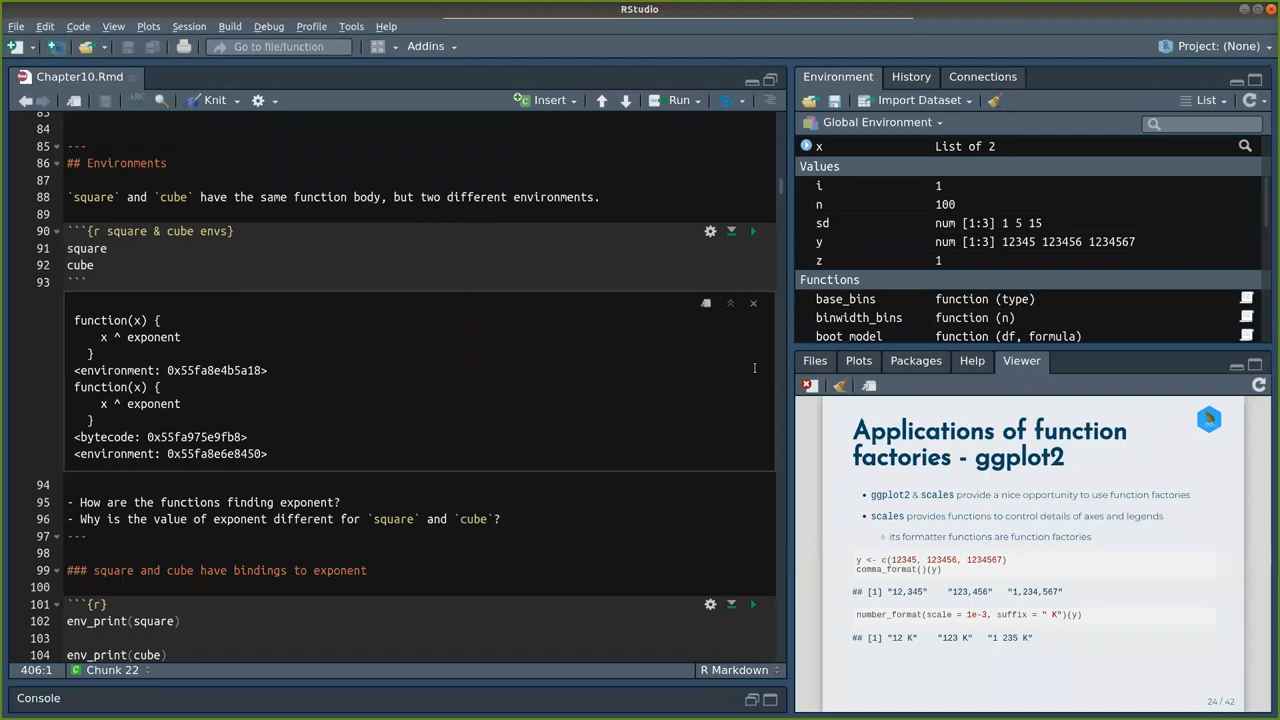 RStudio
File Edit Code View Plots Session Build Debug Profile Tools Help
Go to file/function Addins Project: (None)
Chapter10.Rmd
ABC Knit Insert Run
83
84
85 ---
86 ## Environments
87
88 `square` and `cube` have the same function body, but two different environments.
89
90 ```{r square & cube envs}
91 square
92 cube
93 ```
function(x) {
x ^ exponent
}
<environment: 0x55fa8e4b5a18>
function(x) {
x ^ exponent
}
<bytecode: 0x55fa975e9fb8>
<environment: 0x55fa8e6e8450>
94
95 - How are the functions finding exponent?
96 - Why is the value of exponent different for `square` and `cube`?
97 ---
98
99 ### square and cube have bindings to exponent
100
101 ```{r}
102 env_print(square)
103
104 env_print(cube)
406:1 Chunk 22 R Markdown
Console
Environment History Connections
Import Dataset List
Global Environment
x List of 2
Values
i 1
n 100
sd num [1:3] 1 5 15
y num [1:3] 12345 123456 1234567
z 1
Functions
base_bins function (type)
binwidth_bins function (n)
boot_model function (df, formula)
Files Plots Packages Help Viewer
Applications of function
factories - ggplot2
• ggplot2 & scales provide a nice opportunity to use function factories
• scales provides functions to control details of axes and legends
○ its formatter functions are function factories
y <- c(12345, 123456, 1234567)
comma_format()(y)
## [1] "12,345" "123,456" "1,234,567"
number_format(scale = 1e-3, suffix = " K")(y)
## [1] "12 K" "123 K" "1 235 K"
24 / 42